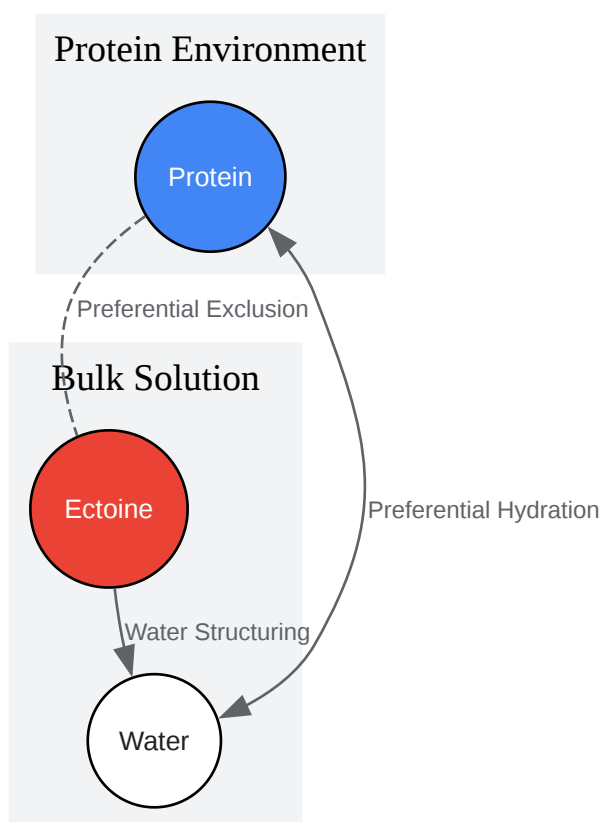 Protein Environment
Protein
Preferential Exclusion
Bulk Solution
Ectoine
Preferential Hydration
Water Structuring
Water